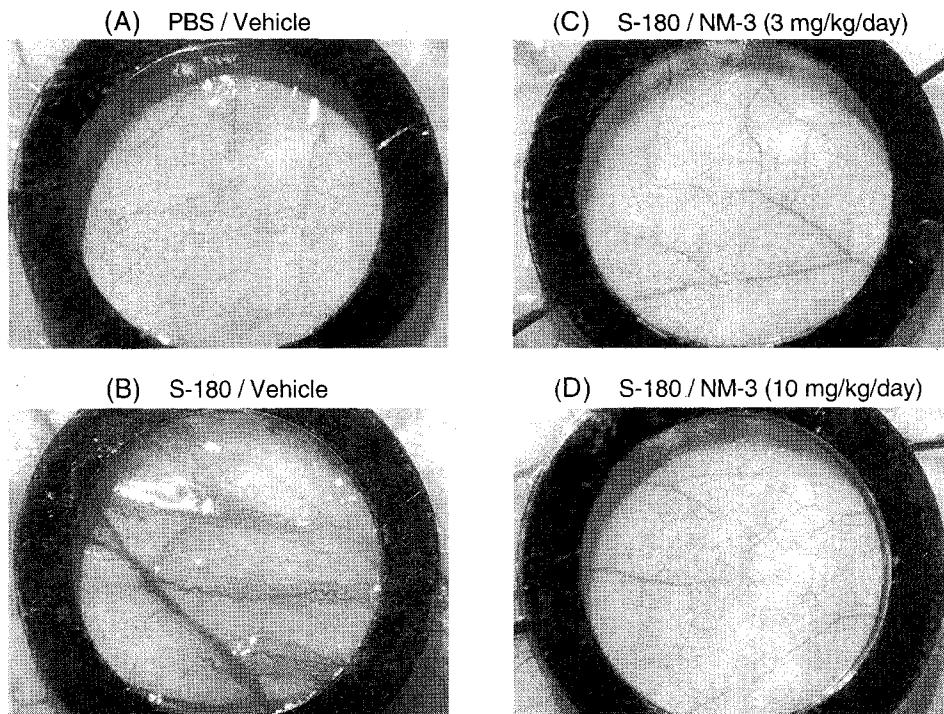 (A) PBS / Vehicle
(C) S-180 / NM-3 (3 mg/kg/day)
(B) S-180 / Vehicle
(D) S-180 / NM-3 (10 mg/kg/day)